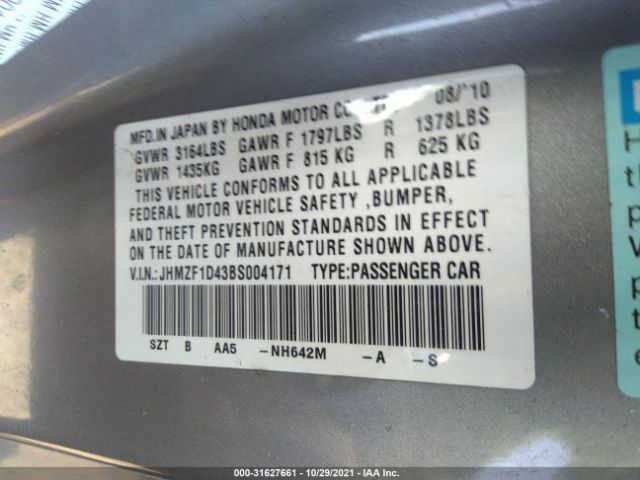 MFD.IN JAPAN BY HONDA MOTOR 08/'10
GVWR 3164LBS GAWR F 1797LBS R 1378LBS
GVWR 1435KG GAWR F 815 KG R 625 KG
THIS VEHICLE CONFORMS TO ALL APPLICABLE
FEDERAL MOTOR VEHICLE SAFETY ,BUMPER,
AND THEFT PREVENTION STANDARDS IN EFFECT
ON THE DATE OF MANUFACTURE SHOWN ABOVE.
V.I.N.: JHMZF1D43BS004171 TYPE:PASSENGER CAR
SZT B AA5 -NH642M -A -S
000-31627661 - 10/29/2021 - IAA Inc.